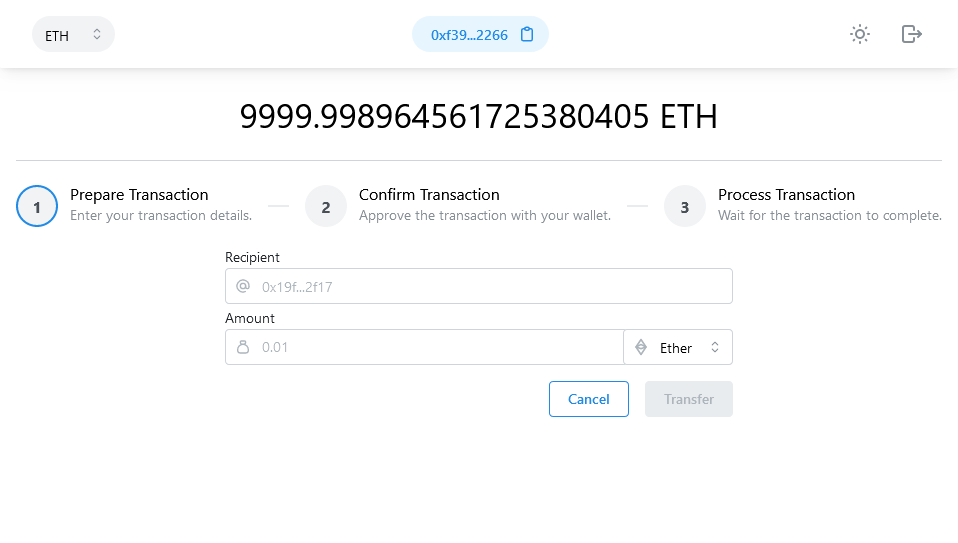 ETH
0xf39...2266
9999.998964561725380405 ETH
1
Prepare Transaction
Enter your transaction details.
2
Confirm Transaction
Approve the transaction with your wallet.
3
Process Transaction
Wait for the transaction to complete.
Recipient
0x19f...2f17
Amount
0.01
Ether
Cancel
Transfer